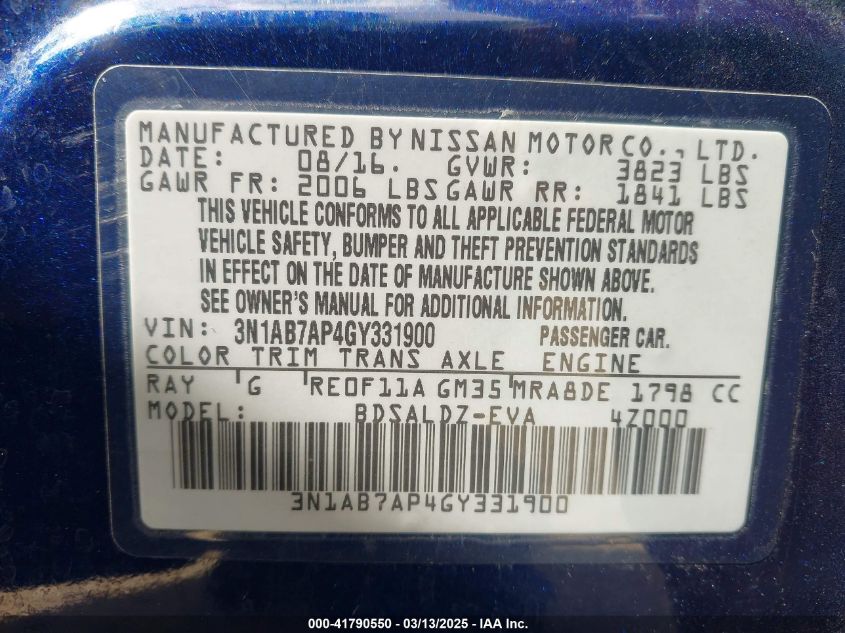 MANUFACTURED BY NISSAN MOTOR CO., LTD.
DATE: 08/16. GVWR: 3823 LBS
GAWR FR: 2006 LBS GAWR RR: 1841 LBS
THIS VEHICLE CONFORMS TO ALL APPLICABLE FEDERAL MOTOR
VEHICLE SAFETY, BUMPER AND THEFT PREVENTION STANDARDS
IN EFFECT ON THE DATE OF MANUFACTURE SHOWN ABOVE.
SEE OWNER'S MANUAL FOR ADDITIONAL INFORMATION.
VIN: 3N1AB7AP4GY331900 PASSENGER CAR.
COLOR TRIM TRANS AXLE ENGINE
RAY G RE0F11A GM35 MRA8DE 1798 CC
MODEL: BDSALDZ-EVA 4Z000
3N1AB7AP4GY331900
000-41790550 - 03/13/2025 - IAA Inc.